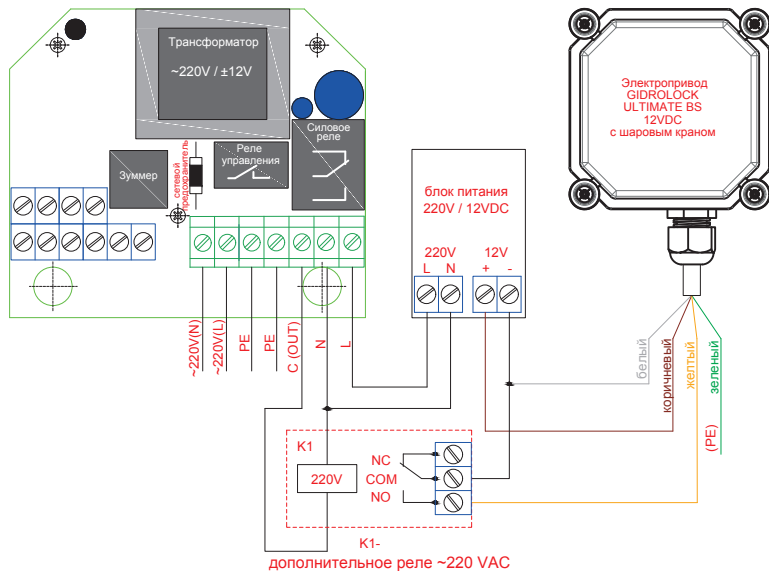 Трансформатор
~220V / ±12V
Силовое
реле
Реле
управления
Зуммер
сетевой
предохранитель
~220V(N)
~220V(L)
PE
PE
C (OUT)
N
L
блок питания
220V / 12VDC
220V
12V
L
N
+
-
Электропривод
GIDROLOCK
ULTIMATE BS
12VDC
с шаровым краном
белый
коричневый
желтый
зеленый
(PE)
K1
220V
NC
COM
NO
K1-
дополнительное реле ~220 VAC